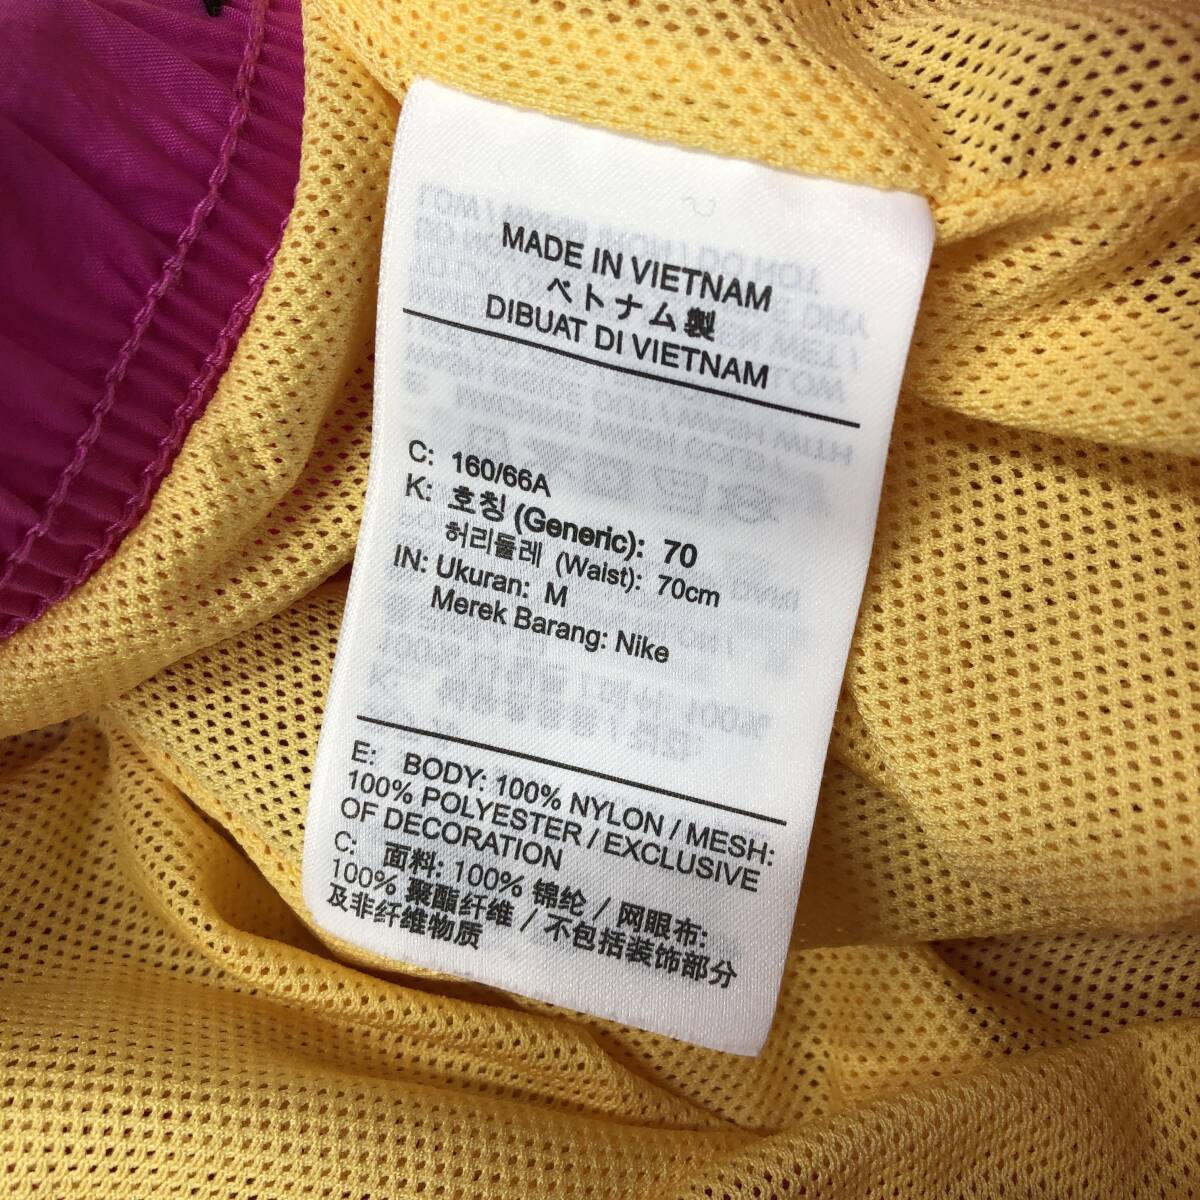 MADE IN VIETNAM
ベトナム製
DIBUAT DI VIETNAM
C: 160/66A
K: 호칭 (Generic): 70
허리둘레 (Waist): 70cm
IN: Ukuran: M
Merek Barang: Nike
E: BODY: 100% NYLON / MESH:
100% POLYESTER / EXCLUSIVE
OF DECORATION
C: 面料: 100% 锦纶 / 网眼布:
100% 聚酯纤维 / 不包括装饰部分
及非纤维物质